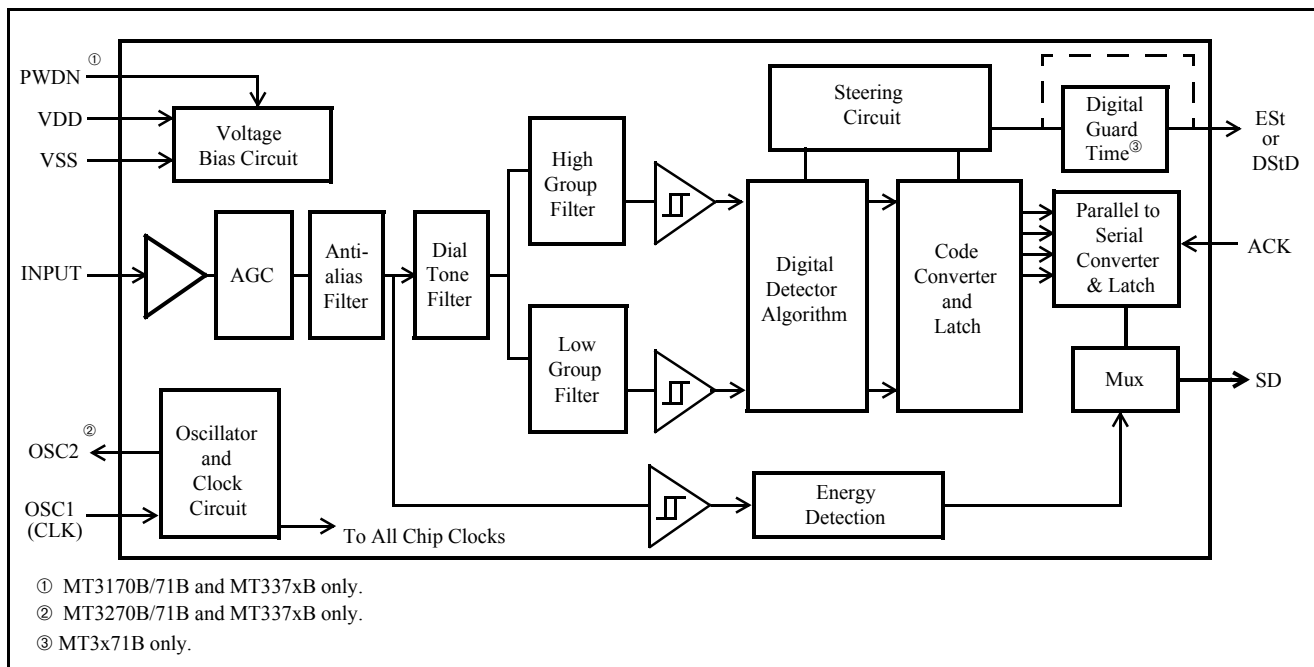 PWDN ①
VDD
VSS
Voltage
Bias Circuit
INPUT
AGC
Anti-
alias
Filter
Dial
Tone
Filter
High
Group
Filter
Low
Group
Filter
Steering
Circuit
Digital
Detector
Algorithm
Code
Converter
and
Latch
Digital
Guard
Time③
ESt
or
DStD
Parallel to
Serial
Converter
& Latch
ACK
Mux
SD
OSC2 ②
OSC1
(CLK)
Oscillator
and
Clock
Circuit
To All Chip Clocks
Energy
Detection
① MT3170B/71B and MT337xB only.
② MT3270B/71B and MT337xB only.
③ MT3x71B only.